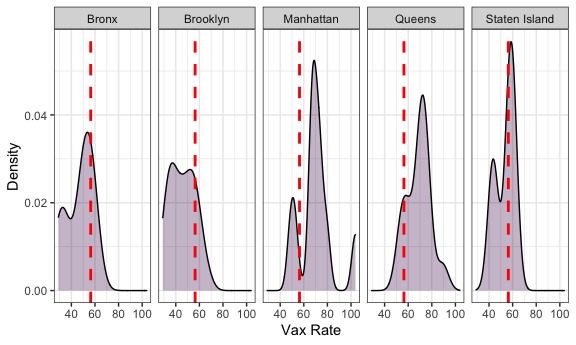 Bronx Brooklyn Manhattan Queens Staten Island
Density
0.04
0.02
0.00
40 60 80 100 40 60 80 100 40 60 80 100 40 60 80 100 40 60 80 100
Vax Rate